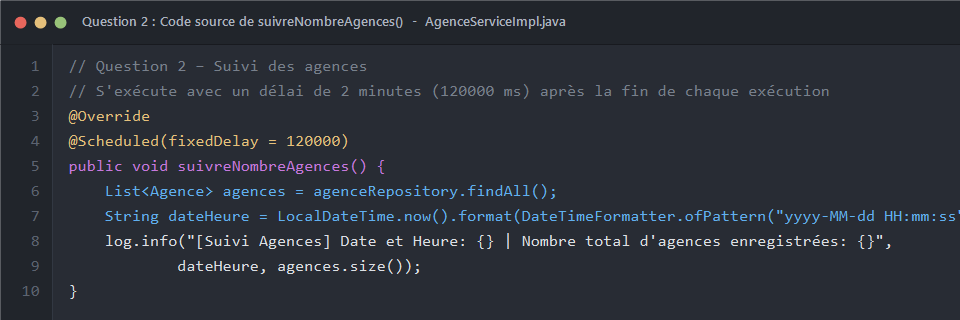 Question 2 : Code source de suivreNombreAgences() - AgenceServiceImpl.java
1 // Question 2 – Suivi des agences
2 // S'exécute avec un délai de 2 minutes (120000 ms) après la fin de chaque exécution
3 @Override
4 @Scheduled(fixedDelay = 120000)
5 public void suivreNombreAgences() {
6 List<Agence> agences = agenceRepository.findAll();
7 String dateHeure = LocalDateTime.now().format(DateTimeFormatter.ofPattern("yyyy-MM-dd HH:mm:ss"
8 log.info("[Suivi Agences] Date et Heure: {} | Nombre total d'agences enregistrées: {}",
9 dateHeure, agences.size());
10 }